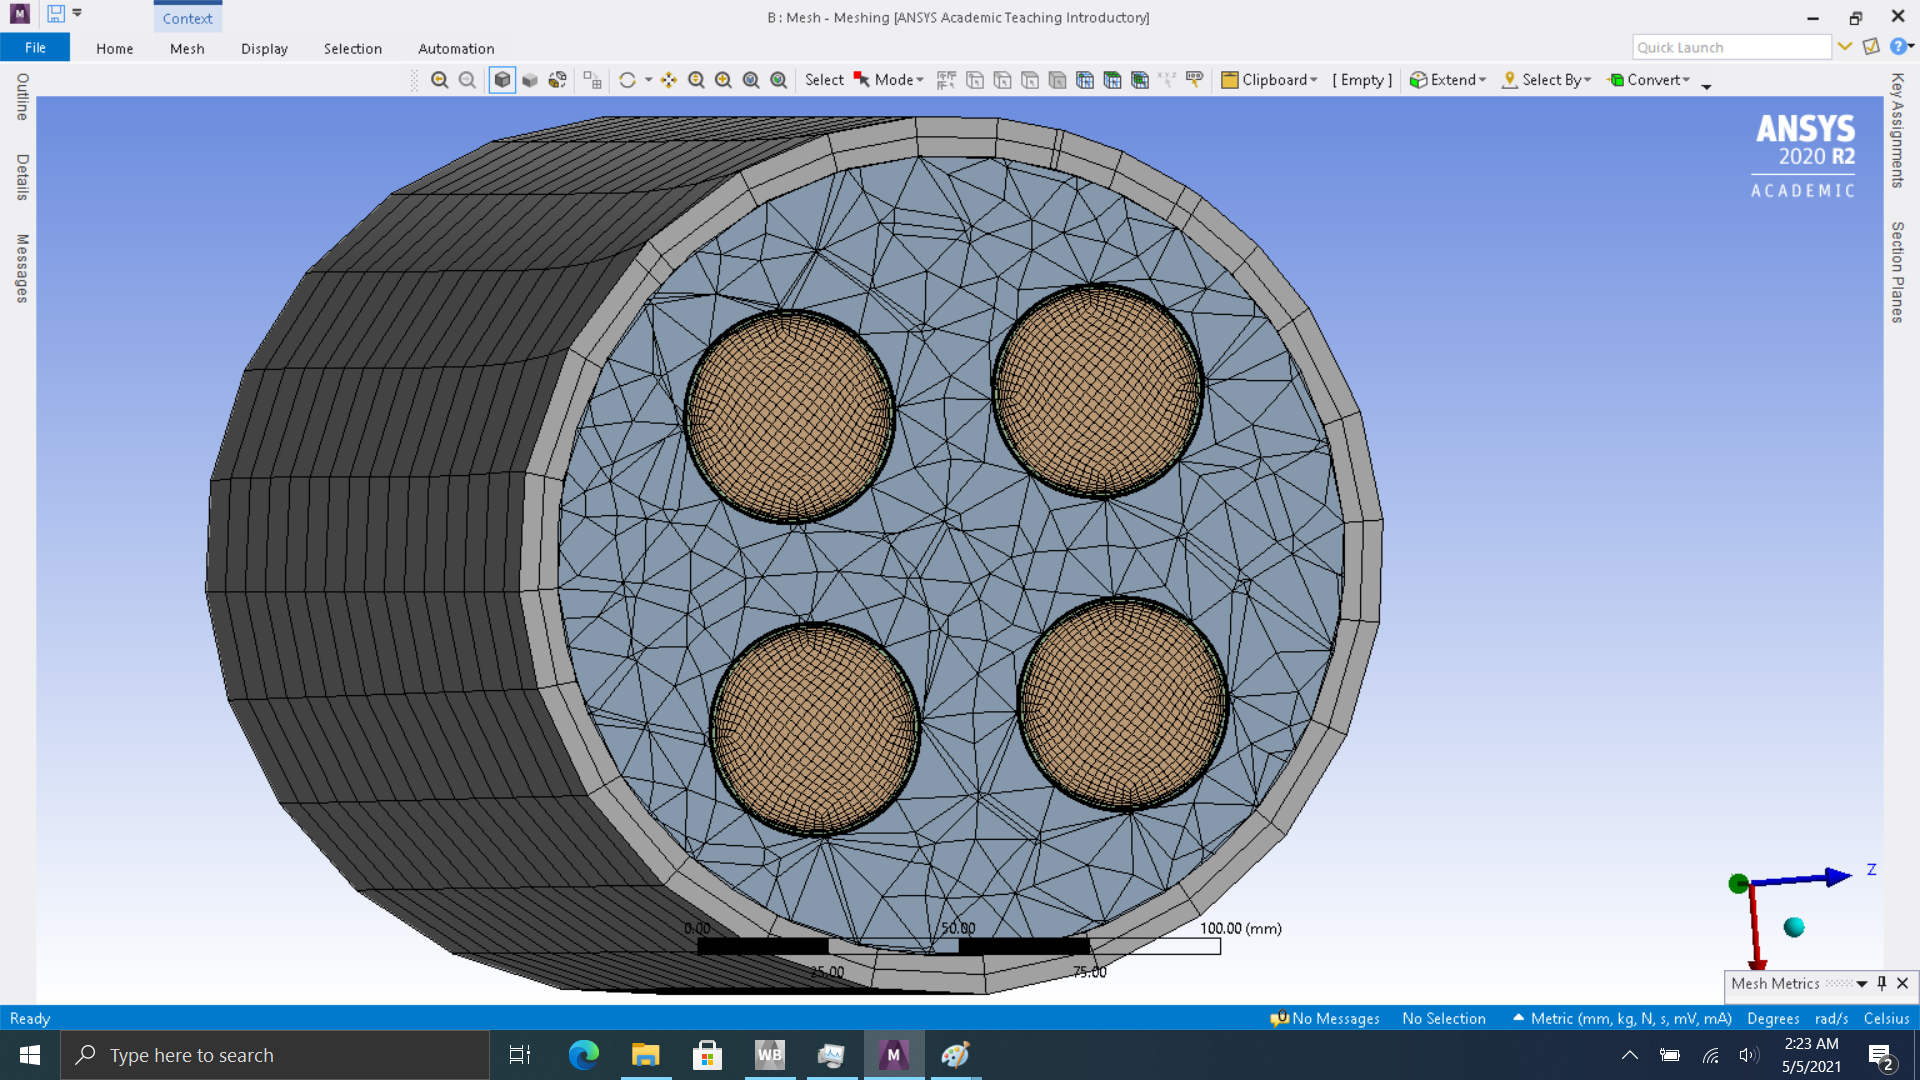 M
Context
B : Mesh - Meshing [ANSYS Academic Teaching Introductory]
File
Home
Mesh
Display
Selection
Automation
Quick Launch
Select
Mode
Clipboard
[ Empty ]
Extend
Select By
Convert
Outline
Details
Messages
Key Assignments
Section Planes
ANSYS
2020 R2
ACADEMIC
0.00
50.00
100.00 (mm)
25.00
75.00
Z
Mesh Metrics
Ready
0
No Messages
No Selection
Metric (mm, kg, N, s, mV, mA)
Degrees
rad/s
Celsius
Type here to search
WB
M
2:23 AM
5/5/2021
2